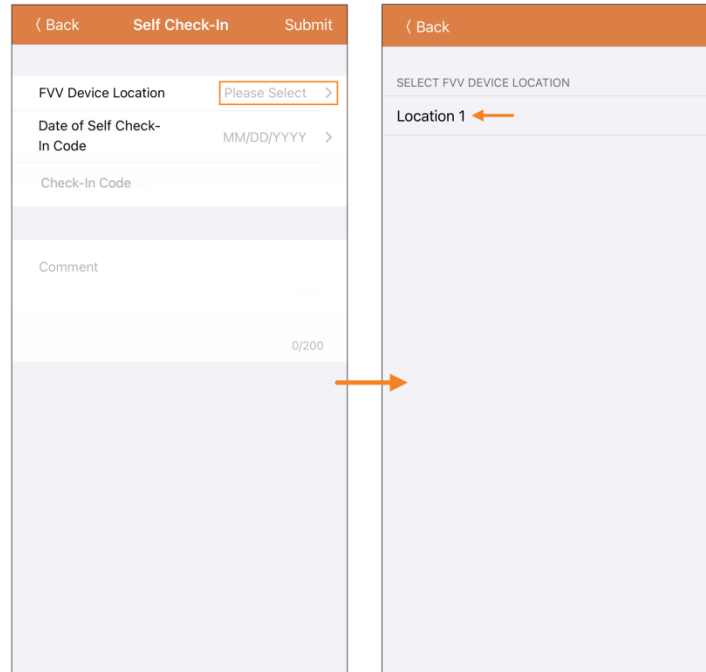 Back Self Check-In Submit
FVV Device Location Please Select
Date of Self Check-
In Code MM/DD/YYYY
Check-In Code
Comment
0/200
Back
SELECT FVV DEVICE LOCATION
Location 1